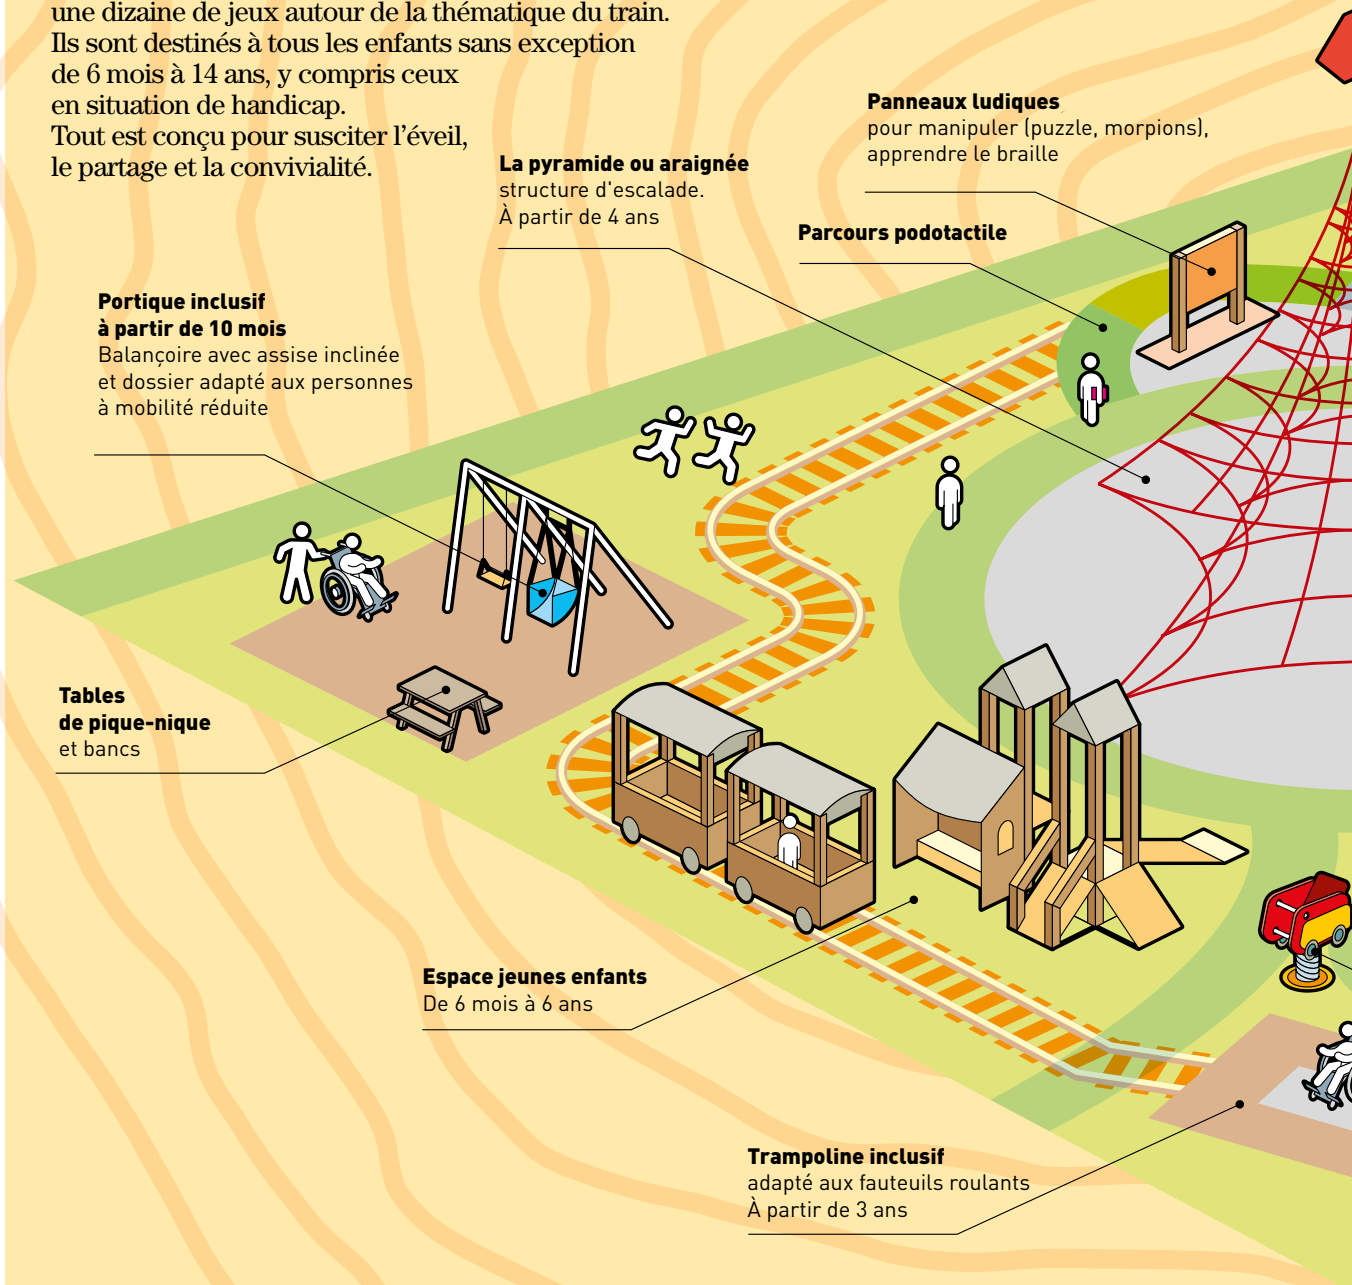 une dizaine de jeux autour de la thématique du train.
Ils sont destinés à tous les enfants sans exception
de 6 mois à 14 ans, y compris ceux
en situation de handicap.
Tout est conçu pour susciter l’éveil,
le partage et la convivialité.
Panneaux ludiques
pour manipuler (puzzle, morpions),
apprendre le braille
La pyramide ou araignée
structure d'escalade.
À partir de 4 ans
Parcours podotactile
Portique inclusif
à partir de 10 mois
Balançoire avec assise inclinée
et dossier adapté aux personnes
à mobilité réduite
Tables
de pique-nique
et bancs
Espace jeunes enfants
De 6 mois à 6 ans
Trampoline inclusif
adapté aux fauteuils roulants
À partir de 3 ans